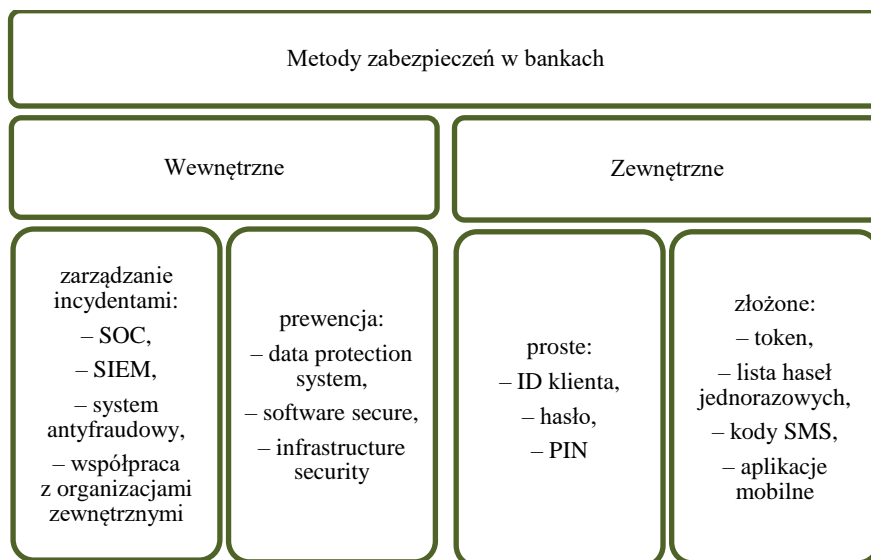 Metody zabezpieczeń w bankach
Wewnętrzne
Zewnętrzne
zarządzanie
incydentami:
– SOC,
– SIEM,
– system
antyfraudowy,
– współpraca
z organizacjami
zewnętrznymi
prewencja:
– data protection
system,
– software secure,
– infrastructure
security
proste:
– ID klienta,
– hasło,
– PIN
złożone:
– token,
– lista haseł
jednorazowych,
– kody SMS,
– aplikacje
mobilne